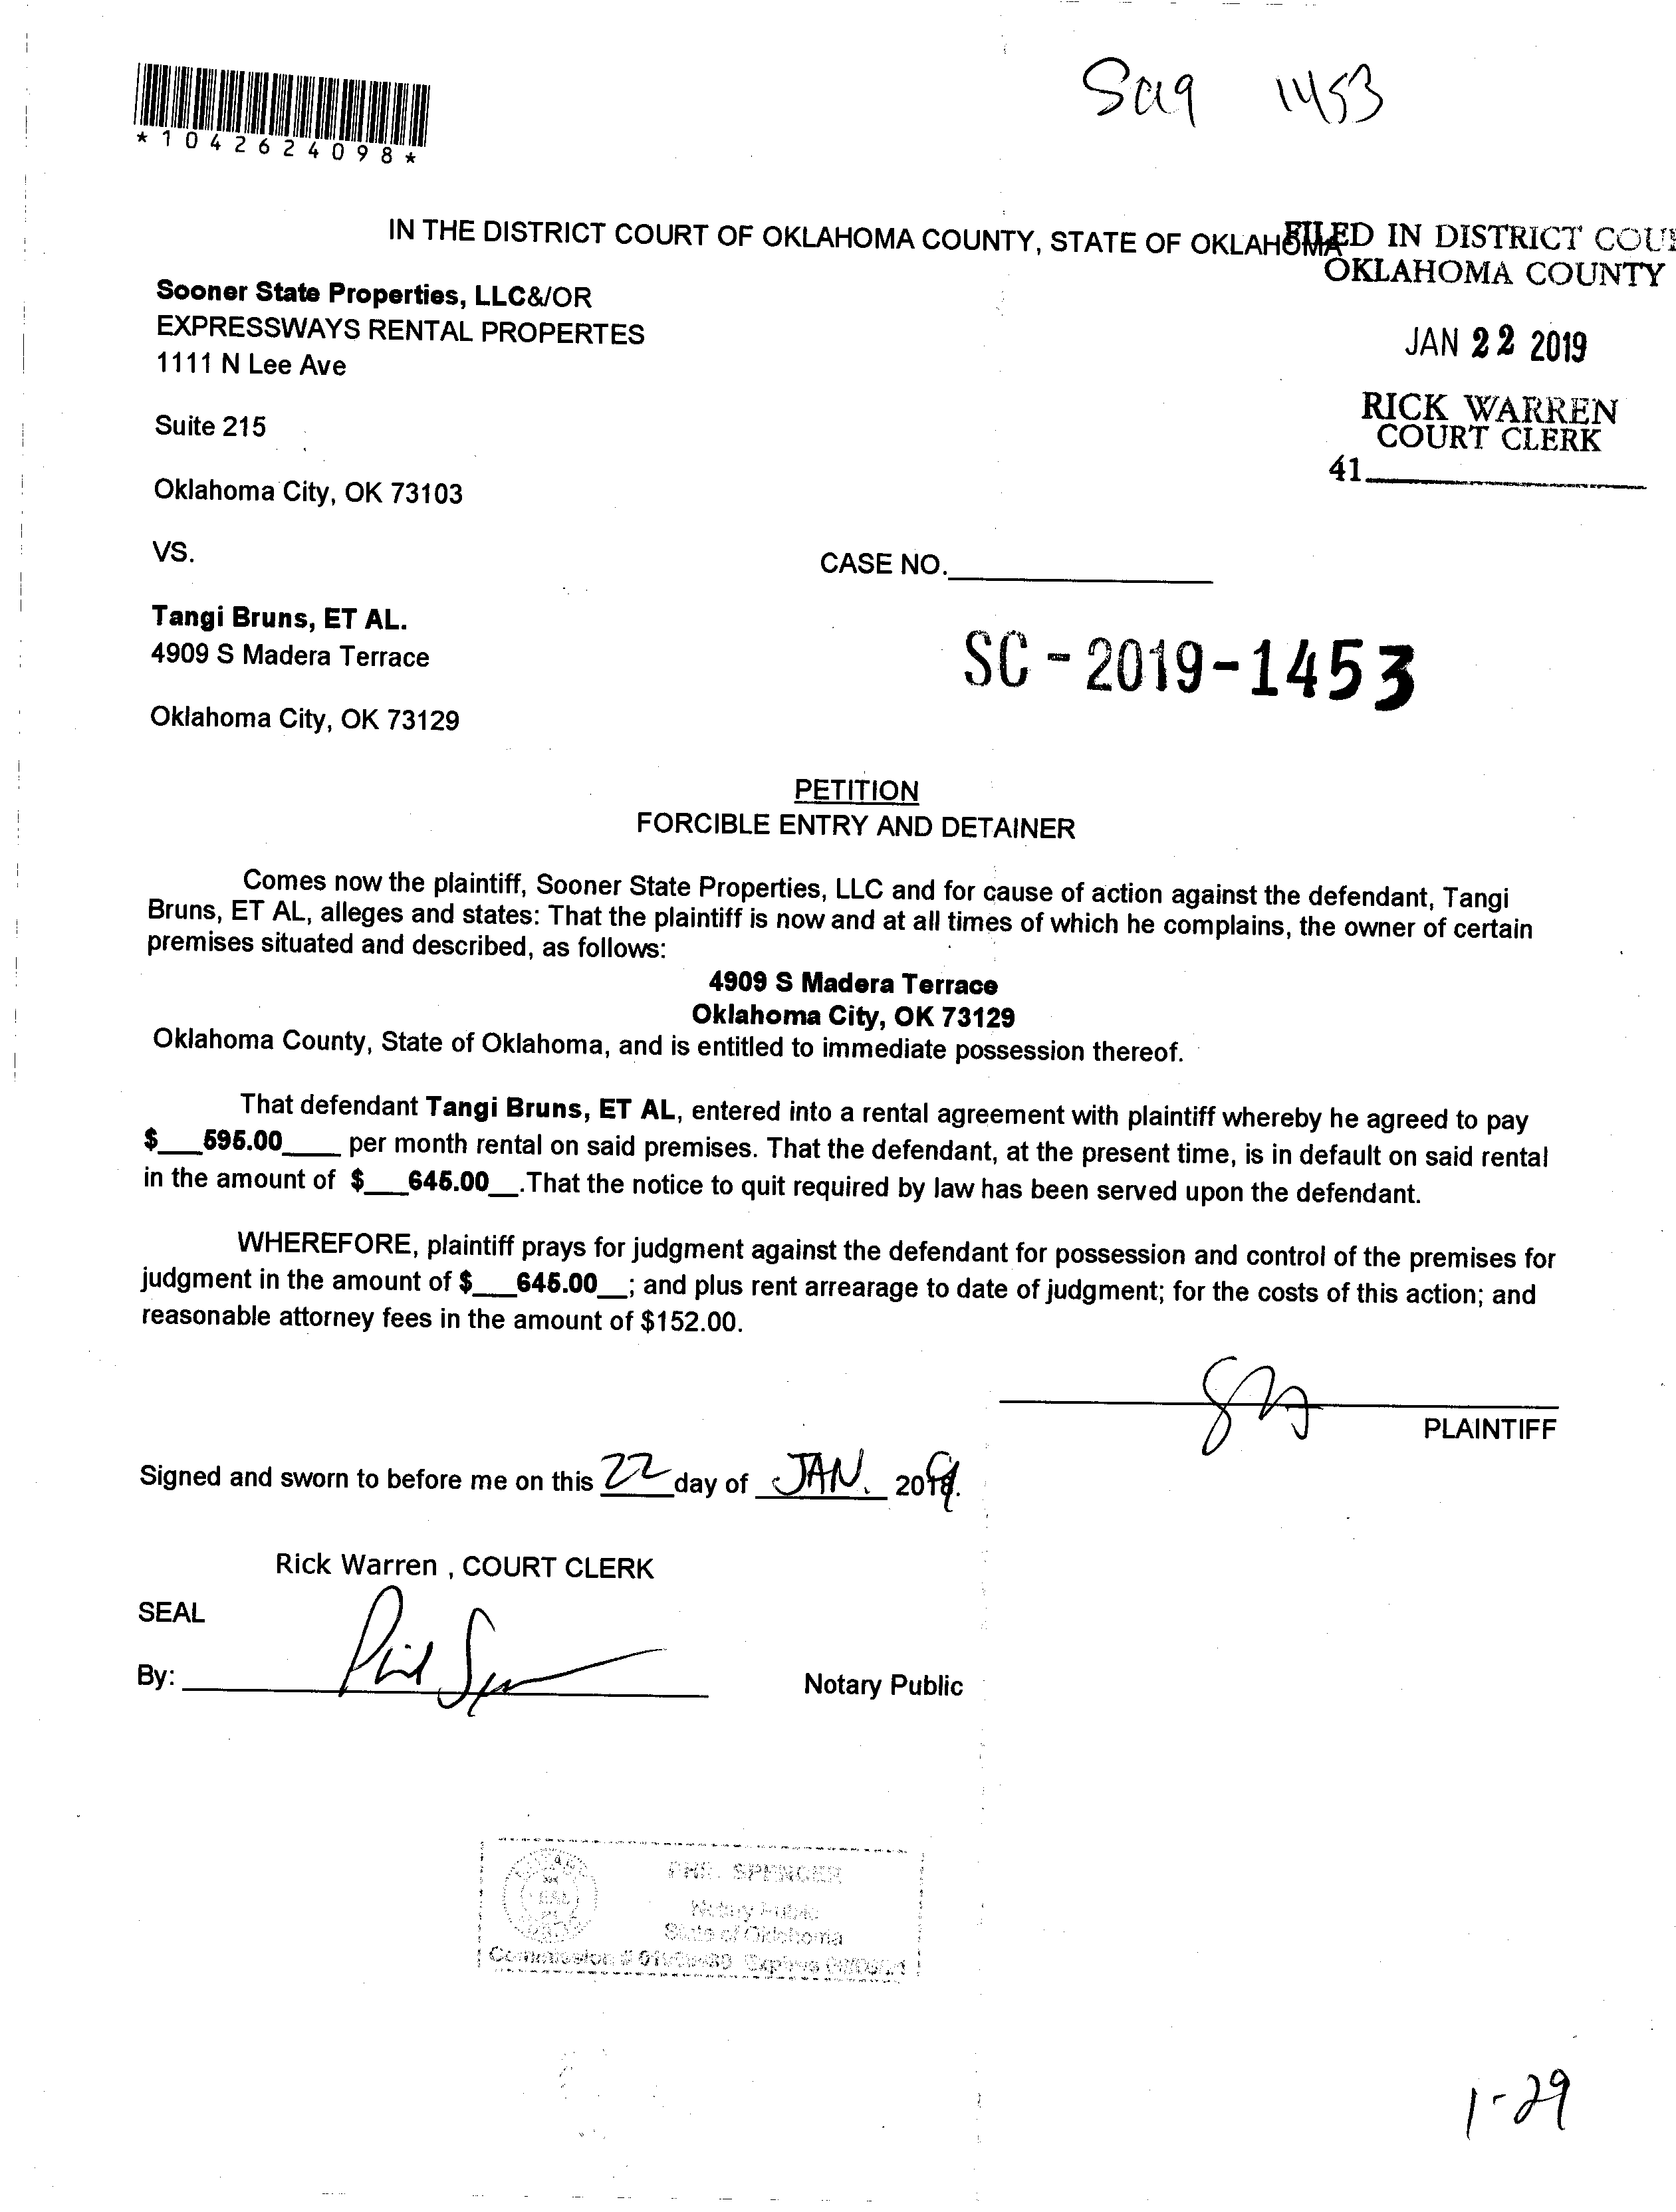 *1042624098*
1453
IN THE DISTRICT COURT OF OKLAHOMA COUNTY, STATE OF OKLAHOMA
FILED IN DISTRICT COU
OKLAHOMA COUNTY
JAN 22 2019
RICK WARREN
COURT CLERK
41
Sooner State Properties, LLC&/OR
EXPRESSWAYS RENTAL PROPERTES
1111 N Lee Ave
Suite 215
Oklahoma City, OK 73103
VS.
CASE NO.
Tangi Bruns, ET AL.
4909 S Madera Terrace
SC-2019-1453
Oklahoma City, OK 73129
PETITION
FORCIBLE ENTRY AND DETAINER
Comes now the plaintiff, Sooner State Properties, LLC and for cause of action against the defendant, Tangi
Bruns, ET AL, alleges and states: That the plaintiff is now and at all times of which he complains, the owner of certain
premises situated and described, as follows:
4909 S Madera Terrace
Oklahoma City, OK 73129
Oklahoma County, State of Oklahoma, and is entitled to immediate possession thereof.
That defendant Tangi Bruns, ET AL, entered into a rental agreement with plaintiff whereby he agreed to pay
$___595.00____ per month rental on said premises. That the defendant, at the present time, is in default on said rental
in the amount of $___645.00__.That the notice to quit required by law has been served upon the defendant.
WHEREFORE, plaintiff prays for judgment against the defendant for possession and control of the premises for
judgment in the amount of $___645.00__; and plus rent arrearage to date of judgment; for the costs of this action; and
reasonable attorney fees in the amount of $152.00.
PLAINTIFF
Signed and sworn to before me on this 22 day of JAN. 2019.
Rick Warren , COURT CLERK
SEAL
By:
Notary Public
SPENCER
Notary Public
State of Oklahoma
Commission # Expires
1-29